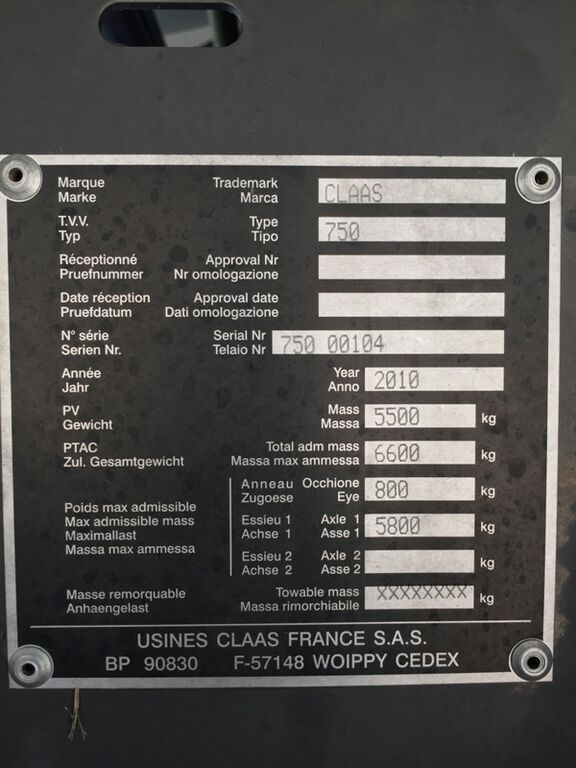 Marque Trademark CLAAS
Marke Marca
T.V.V. Type 750
Typ Tipo
Réceptionné Approval Nr
Pruefnummer Nr omologazione
Date réception Approval date
Pruefdatum Dati omologazione
N° série Serial Nr 750 00104
Serien Nr. Telaio Nr
Année Year 2010
Jahr Anno
PV Mass 5500 kg
Gewicht Massa
PTAC Total adm mass 6600 kg
Zul. Gesamtgewicht Massa max ammessa
Poids max admissible
Max admissible mass
Maximallast
Massa max ammessa
Anneau Occhione 800 kg
Zugoese Eye
Essieu 1 Axle 1 5800 kg
Achse 1 Asse 1
Essieu 2 Axle 2 kg
Achse 2 Asse 2
Masse remorquable Towable mass XXXXXXXX kg
Anhaengelast Massa rimorchiabile
USINES CLAAS FRANCE S.A.S.
BP 90830 F-57148 WOIPPY CEDEX